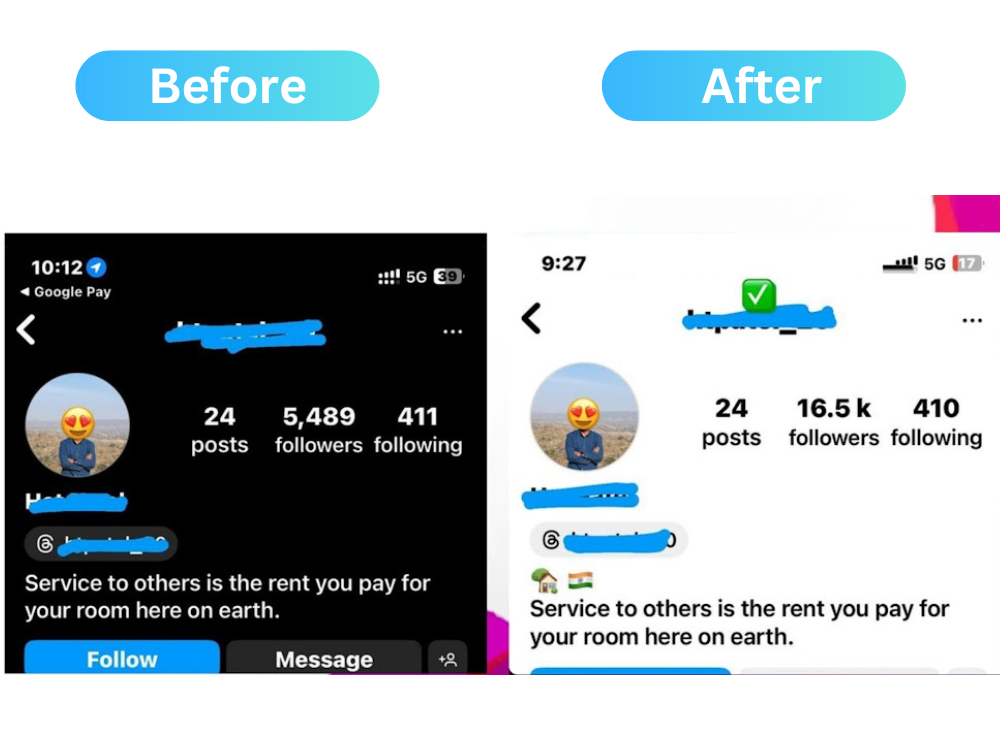 Before
After
10:12
5G 39
◀ Google Pay
24 5,489 411
posts followers following
Service to others is the rent you pay for
your room here on earth.
Follow Message
9:27
5G 17
24 16.5 k 410
posts followers following
Service to others is the rent you pay for
your room here on earth.